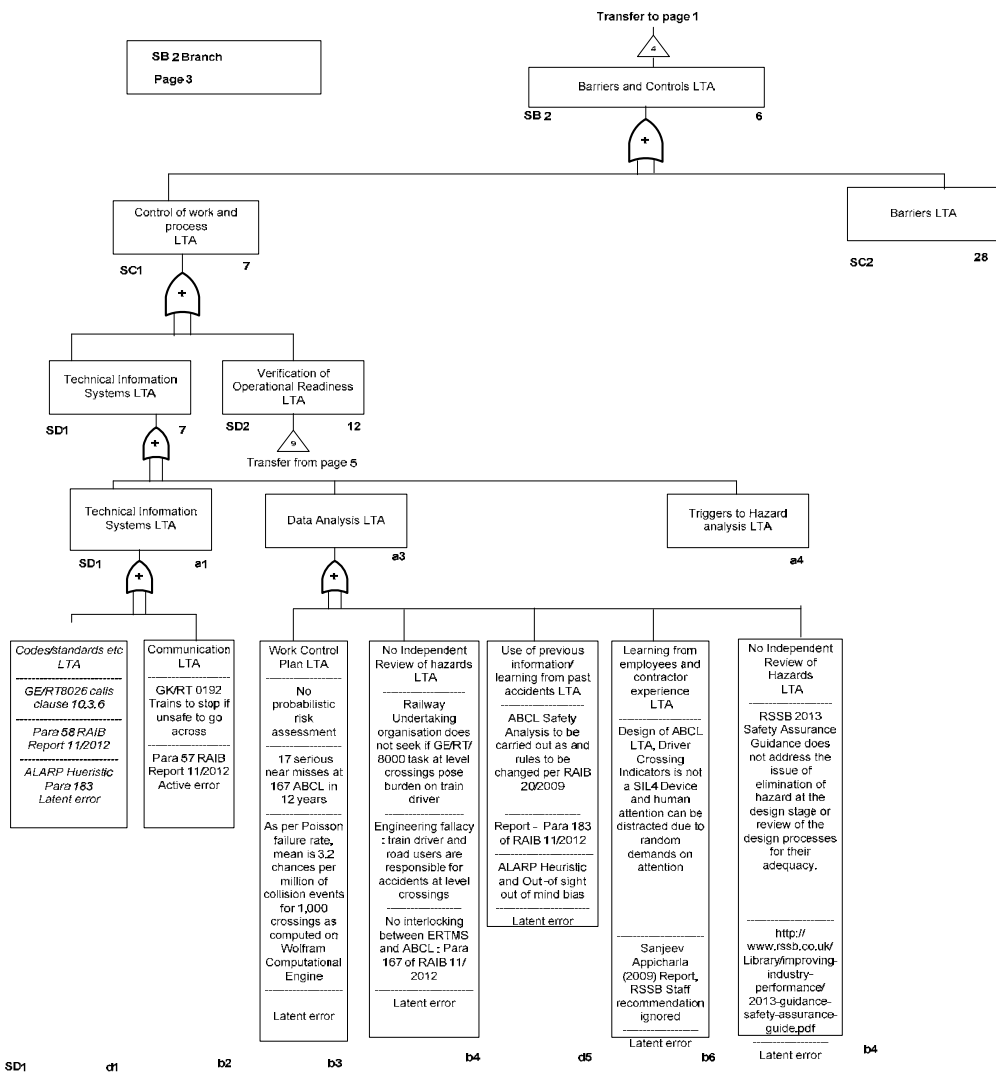 Transfer to page 1
4
SB 2 Branch
Page 3
Barriers and Controls LTA
SB 2
6
+
Control of work and
process
LTA
SC1
7
Barriers LTA
SC2
28
+
Technical Information
Systems LTA
SD1
7
Verification of
Operational Readiness
LTA
SD2
12
+
9
Transfer from page 5
Technical Information
Systems LTA
SD1
a1
Data Analysis LTA
a3
Triggers to Hazard
analysis LTA
a4
+
+
Codes/standards etc
LTA
GE/RT8026 calls
clause 10.3.6
Para 58 RAIB
Report 11/2012
ALARP Hueristic
Para 183
Latent error
Communication
LTA
GK/RT 0192
Trains to stop if
unsafe to go
across
Para 57 RAIB
Report 11/2012
Active error
Work Control
Plan LTA
No
probabilistic
risk
assessment
17 serious
near misses at
167 ABCL in
12 years
As per Poisson
failure rate,
mean is 3.2
chances per
million of
collision events
for 1,000
crossings as
computed on
Wolfram
Computational
Engine
Latent error
No Independent
Review of hazards
LTA
Railway
Undertaking
organisation does
not seek if GE/RT/
8000 task at level
crossings pose
burden on train
driver
Engineering fallacy
: train driver and
road users are
responsible for
accidents at level
crossings
No interlocking
between ERTMS
and ABCL : Para
167 of RAIB 11/
2012
Latent error
Use of previous
information/
learning from past
accidents LTA
ABCL Safety
Analysis to be
carried out as and
rules to be
changed per RAIB
20/2009
Report – Para 183
of RAIB 11/2012
ALARP Heuristic
and Out-of sight
out of mind bias
Latent error
Learning from
employees and
contractor
experience
LTA
Design of ABCL
LTA, Driver
Crossing
Indicators is not
a SIL4 Device
and human
attention can be
distracted due to
random
demands on
attention
Sanjeev
Appicharla
(2009) Report,
RSSB Staff
recommendation
ignored
Latent error
No Independent
Review of
Hazards
LTA
RSSB 2013
Safety Assurance
Guidance does
not address the
issue of
elimination of
hazard at the
design stage or
review of the
design processes
for their
adequacy.
http://
www.rssb.co.uk/
Library/improving-
industry-
performance/
2013-guidance-
safety-assurance-
guide.pdf
Latent error
SD1
d1
b2
b3
b4
d5
b6
b4